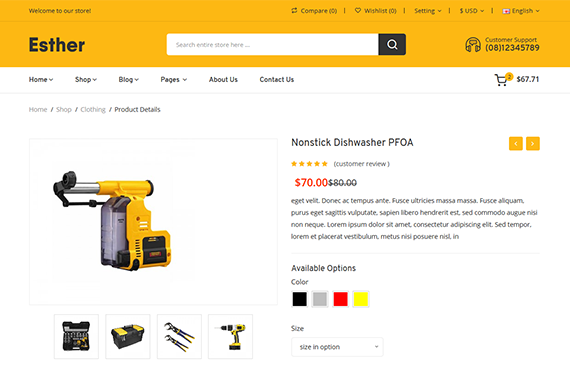 Welcome to our store!
Compare (0)
Wishlist (0)
Setting
$ USD
English
Esther
Search entire store here ...
Customer Support
(08)12345789
Home
Shop
Blog
Pages
About Us
Contact Us
2
$67.71
Home / Shop / Clothing / Product Details
Nonstick Dishwasher PFOA
(customer review )
$70.00 $80.00
eget velit. Donec ac tempus ante. Fusce ultricies massa massa. Fusce aliquam,
purus eget sagittis vulputate, sapien libero hendrerit est, sed commodo augue nisi
non neque. Lorem ipsum dolor sit amet, consectetur adipiscing elit. Sed tempor,
lorem et placerat vestibulum, metus nisi posuere nisl, in
Available Options
Color
Size
size in option